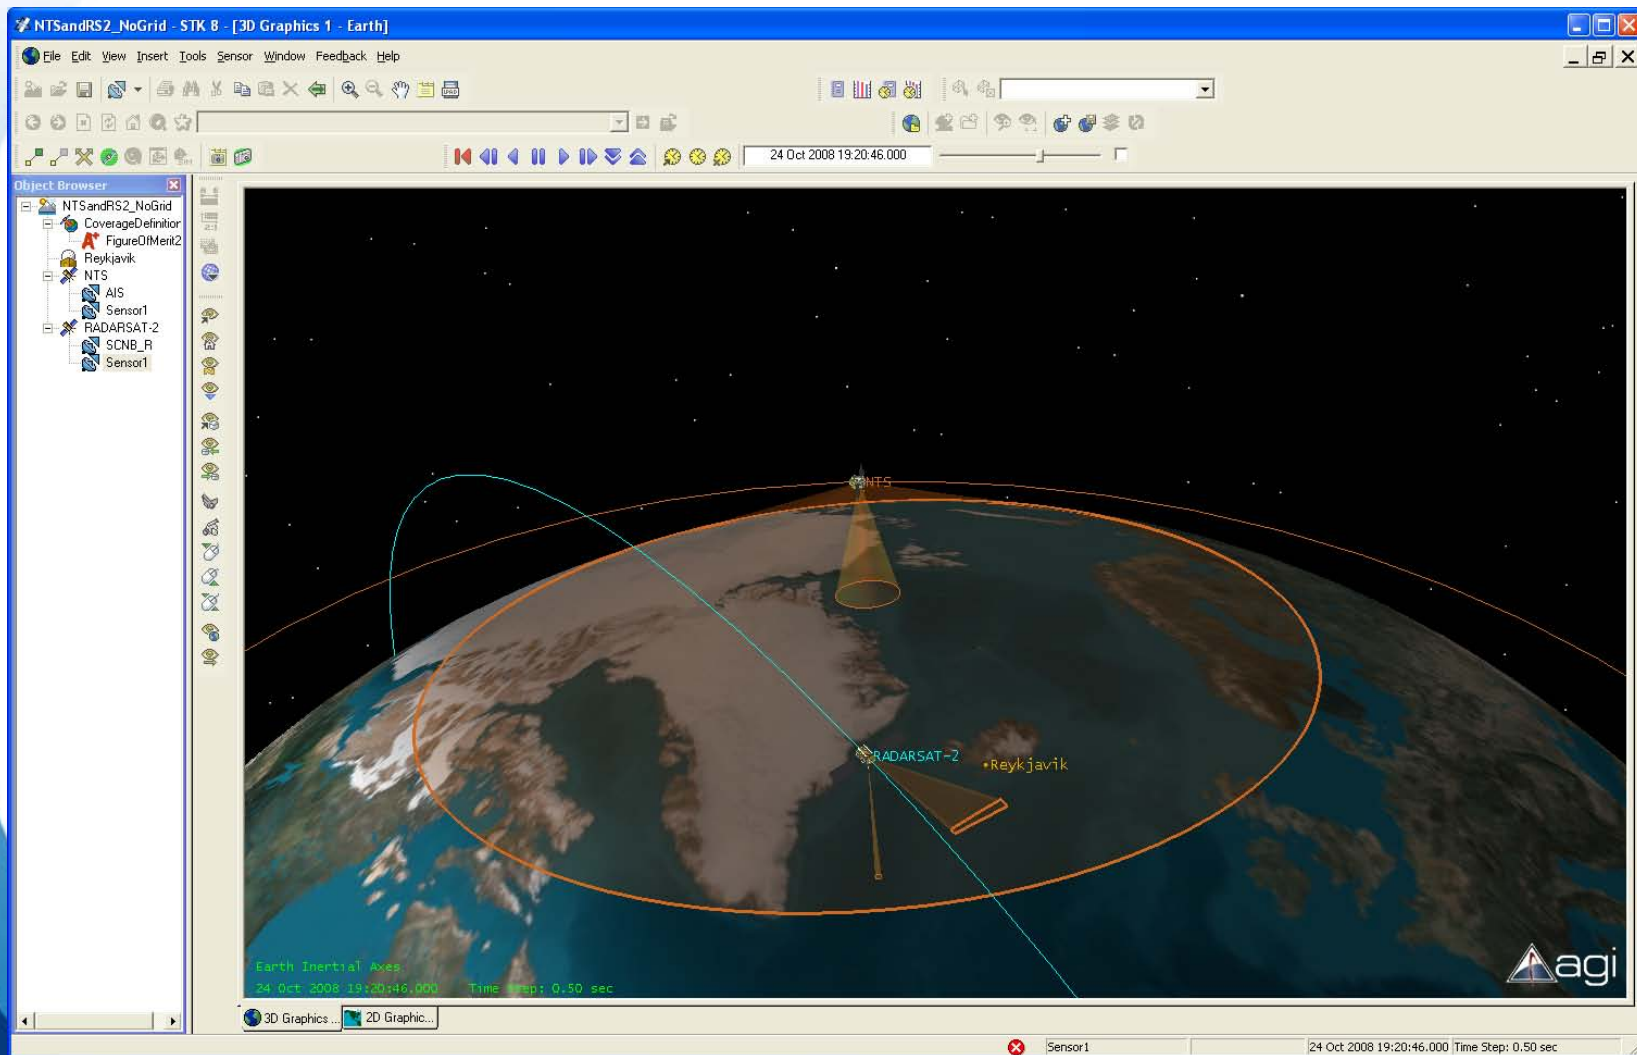 NTSandRS2_NoGrid - STK 8 - [3D Graphics 1 - Earth]
File Edit View Insert Tools Sensor Window Feedback Help
24 Oct 2008 19:20:46.000
Object Browser
NTSandRS2_NoGrid
CoverageDefinition
FigureOfMerit2
Reykjavik
NTS
AIS
Sensor1
RADARSAT-2
SCNB_R
Sensor1
NTS
RADARSAT-2
Reykjavik
Earth Inertial Axes
24 Oct 2008 19:20:46.000 Time Step: 0.50 sec
agi
3D Graphics ... 2D Graphic...
Sensor1 24 Oct 2008 19:20:46.000 Time Step: 0.50 sec